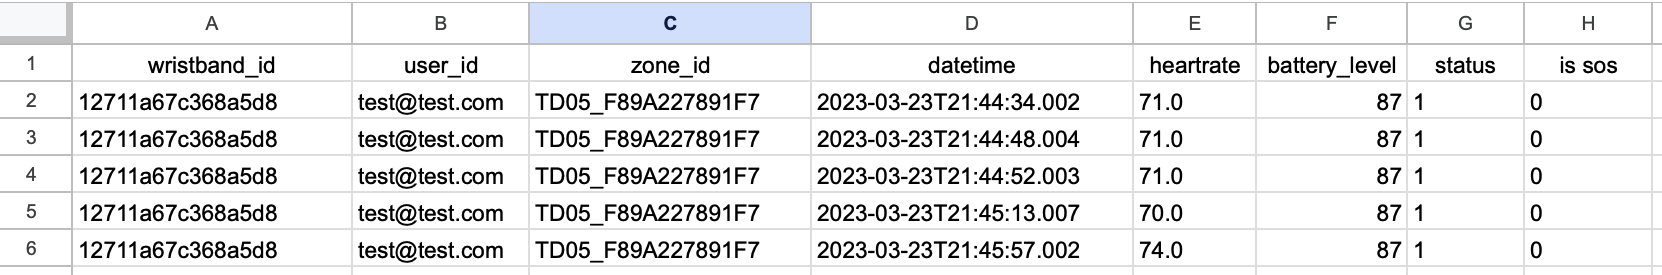 A B C D E F G H
1 wristband_id user_id zone_id datetime heartrate battery_level status is sos
2 12711a67c368a5d8 test@test.com TD05_F89A227891F7 2023-03-23T21:44:34.002 71.0 87 1 0
3 12711a67c368a5d8 test@test.com TD05_F89A227891F7 2023-03-23T21:44:48.004 71.0 87 1 0
4 12711a67c368a5d8 test@test.com TD05_F89A227891F7 2023-03-23T21:44:52.003 71.0 87 1 0
5 12711a67c368a5d8 test@test.com TD05_F89A227891F7 2023-03-23T21:45:13.007 70.0 87 1 0
6 12711a67c368a5d8 test@test.com TD05_F89A227891F7 2023-03-23T21:45:57.002 74.0 87 1 0